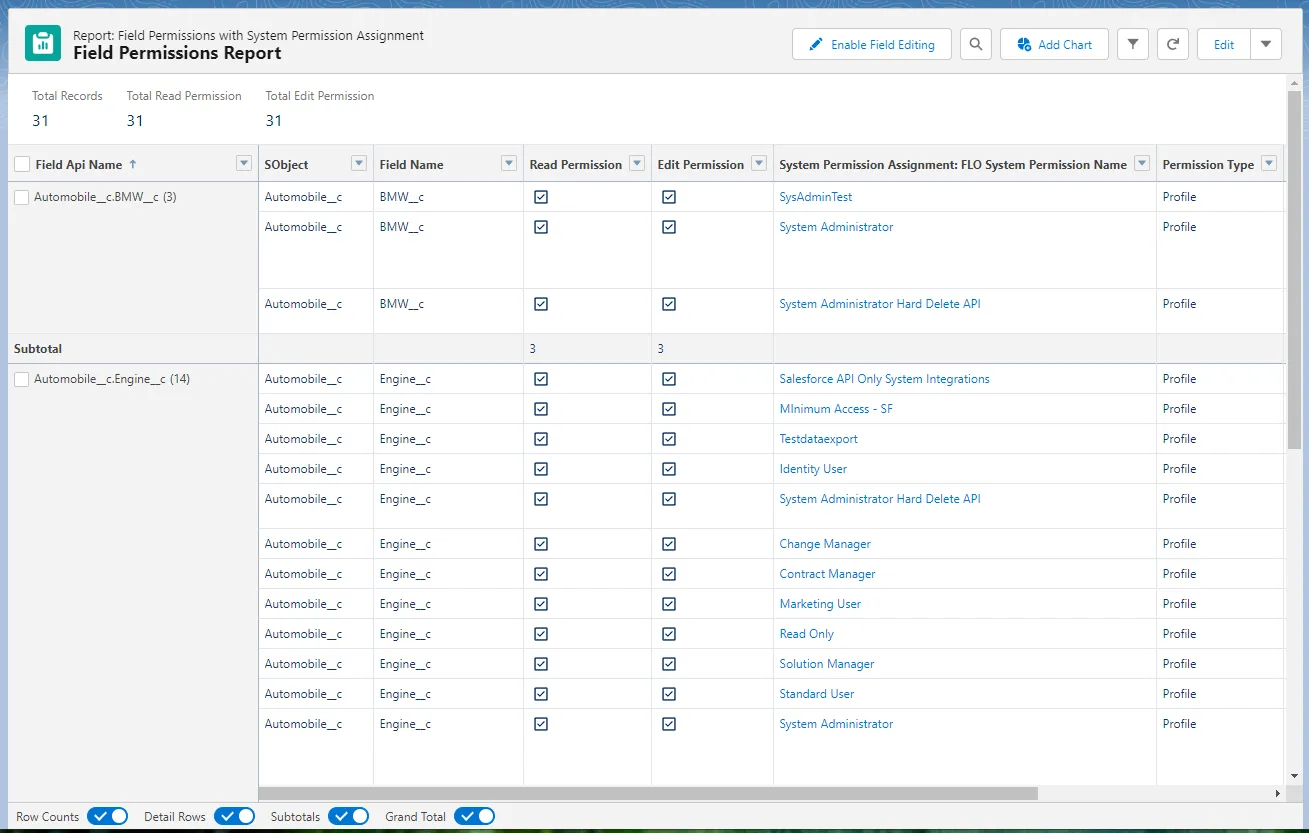 Report: Field Permissions with System Permission Assignment
Field Permissions Report
Enable Field Editing
Add Chart
Edit
Total Records Total Read Permission Total Edit Permission
31 31 31
Field Api Name ↑ SObject Field Name Read Permission Edit Permission System Permission Assignment: FLO System Permission Name Permission Type
Automobile__c.BMW__c (3) Automobile__c BMW__c SysAdminTest Profile
Automobile__c BMW__c System Administrator Profile
Automobile__c BMW__c System Administrator Hard Delete API Profile
Subtotal 3 3
Automobile__c.Engine__c (14) Automobile__c Engine__c Salesforce API Only System Integrations Profile
Automobile__c Engine__c MInimum Access - SF Profile
Automobile__c Engine__c Testdataexport Profile
Automobile__c Engine__c Identity User Profile
Automobile__c Engine__c System Administrator Hard Delete API Profile
Automobile__c Engine__c Change Manager Profile
Automobile__c Engine__c Contract Manager Profile
Automobile__c Engine__c Marketing User Profile
Automobile__c Engine__c Read Only Profile
Automobile__c Engine__c Solution Manager Profile
Automobile__c Engine__c Standard User Profile
Automobile__c Engine__c System Administrator Profile
Row Counts Detail Rows Subtotals Grand Total